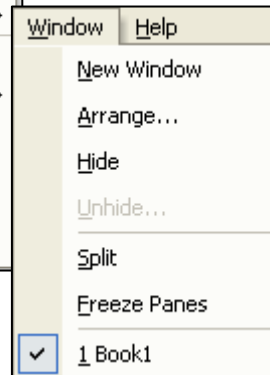 Window Help
New Window
Arrange...
Hide
Unhide...
Split
Freeze Panes
1 Book1